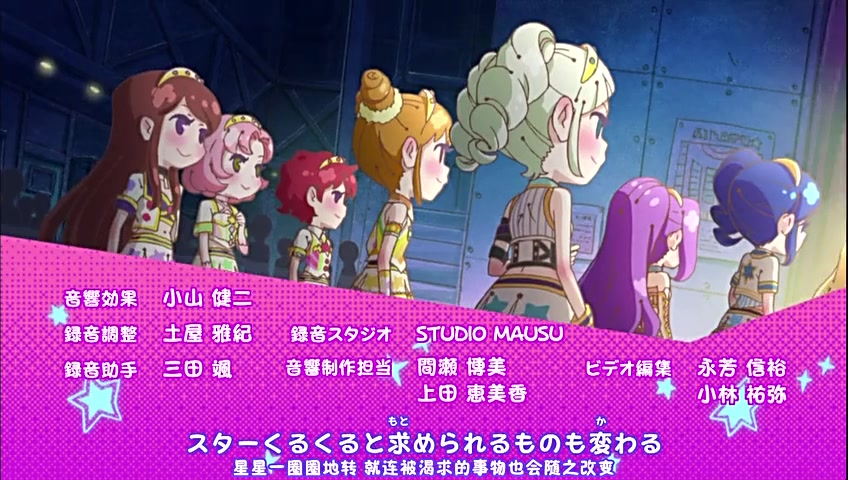 音響効果 小山 健二
録音調整 土屋 雅紀 録音スタジオ STUDIO MAUSU
録音助手 三田 颯 音響制作担当 間瀬 博美 ビデオ編集 永芳 信裕
上田 恵美香 小林 祐弥
もと か
スターくるくると求められるものも変わる
星星一圈圈地转 就连被渴求的事物也会随之改变